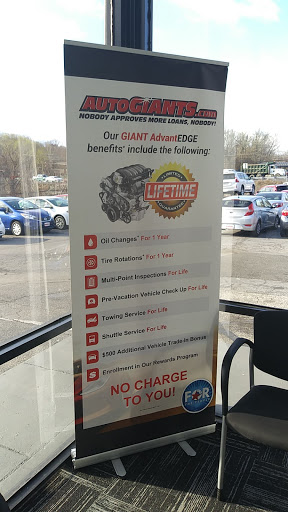 AUTOGIANTS.com
NOBODY APPROVES MORE LOANS, NOBODY!
Our GIANT AdvantEDGE
benefits* include the following:
LIMITED
LIFETIME
Oil Changes* For 1 Year
Tire Rotations* For 1 Year
Multi-Point Inspections For Life
Pre-Vacation Vehicle Check Up For Life
Towing Service For Life
Shuttle Service For Life
$500 Additional Vehicle Trade-In Bonus
Enrollment in Our Rewards Program
NO CHARGE
TO YOU!
FOR